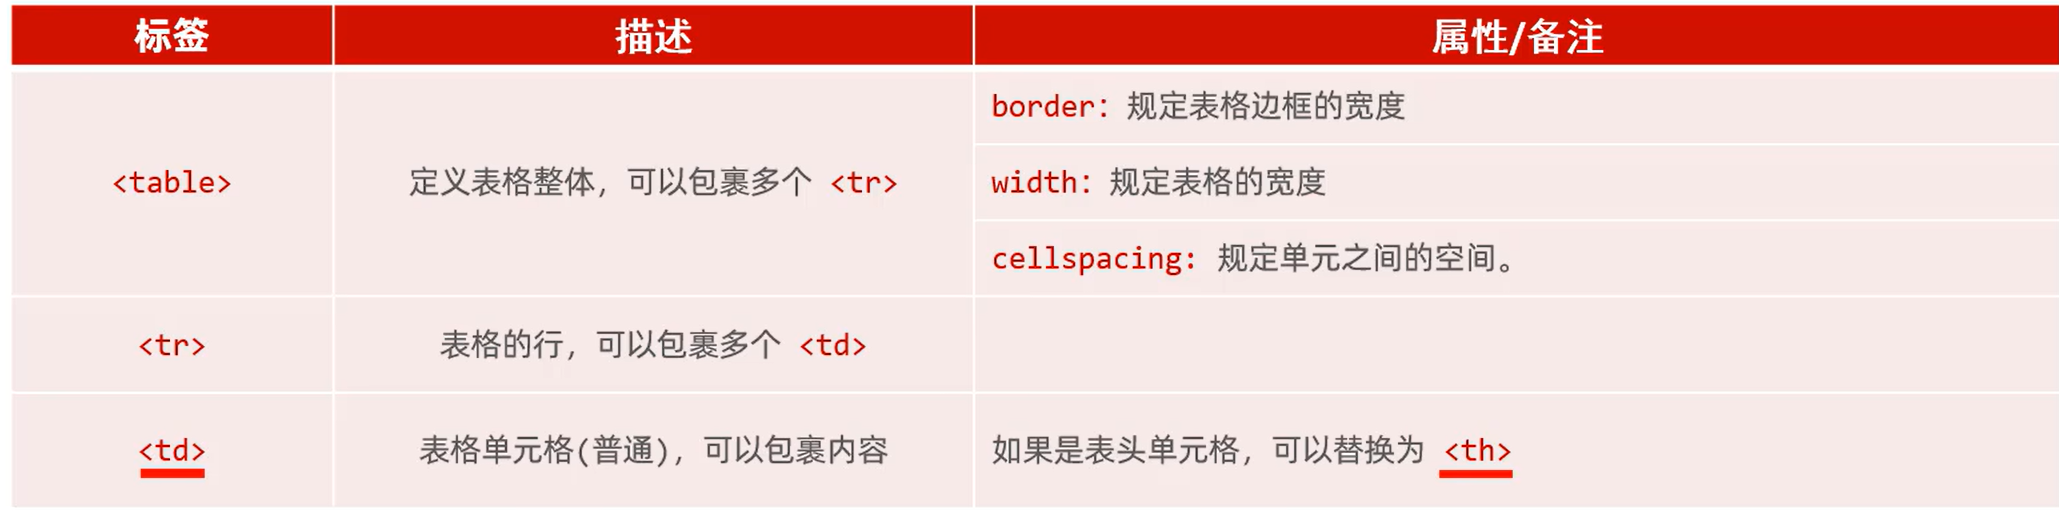 标签 描述 属性/备注
border：规定表格边框的宽度
<table> 定义表格整体，可以包裹多个 <tr> width：规定表格的宽度
cellspacing: 规定单元之间的空间。
<tr> 表格的行，可以包裹多个 <td>
<td> 表格单元格(普通)，可以包裹内容 如果是表头单元格，可以替换为 <th>